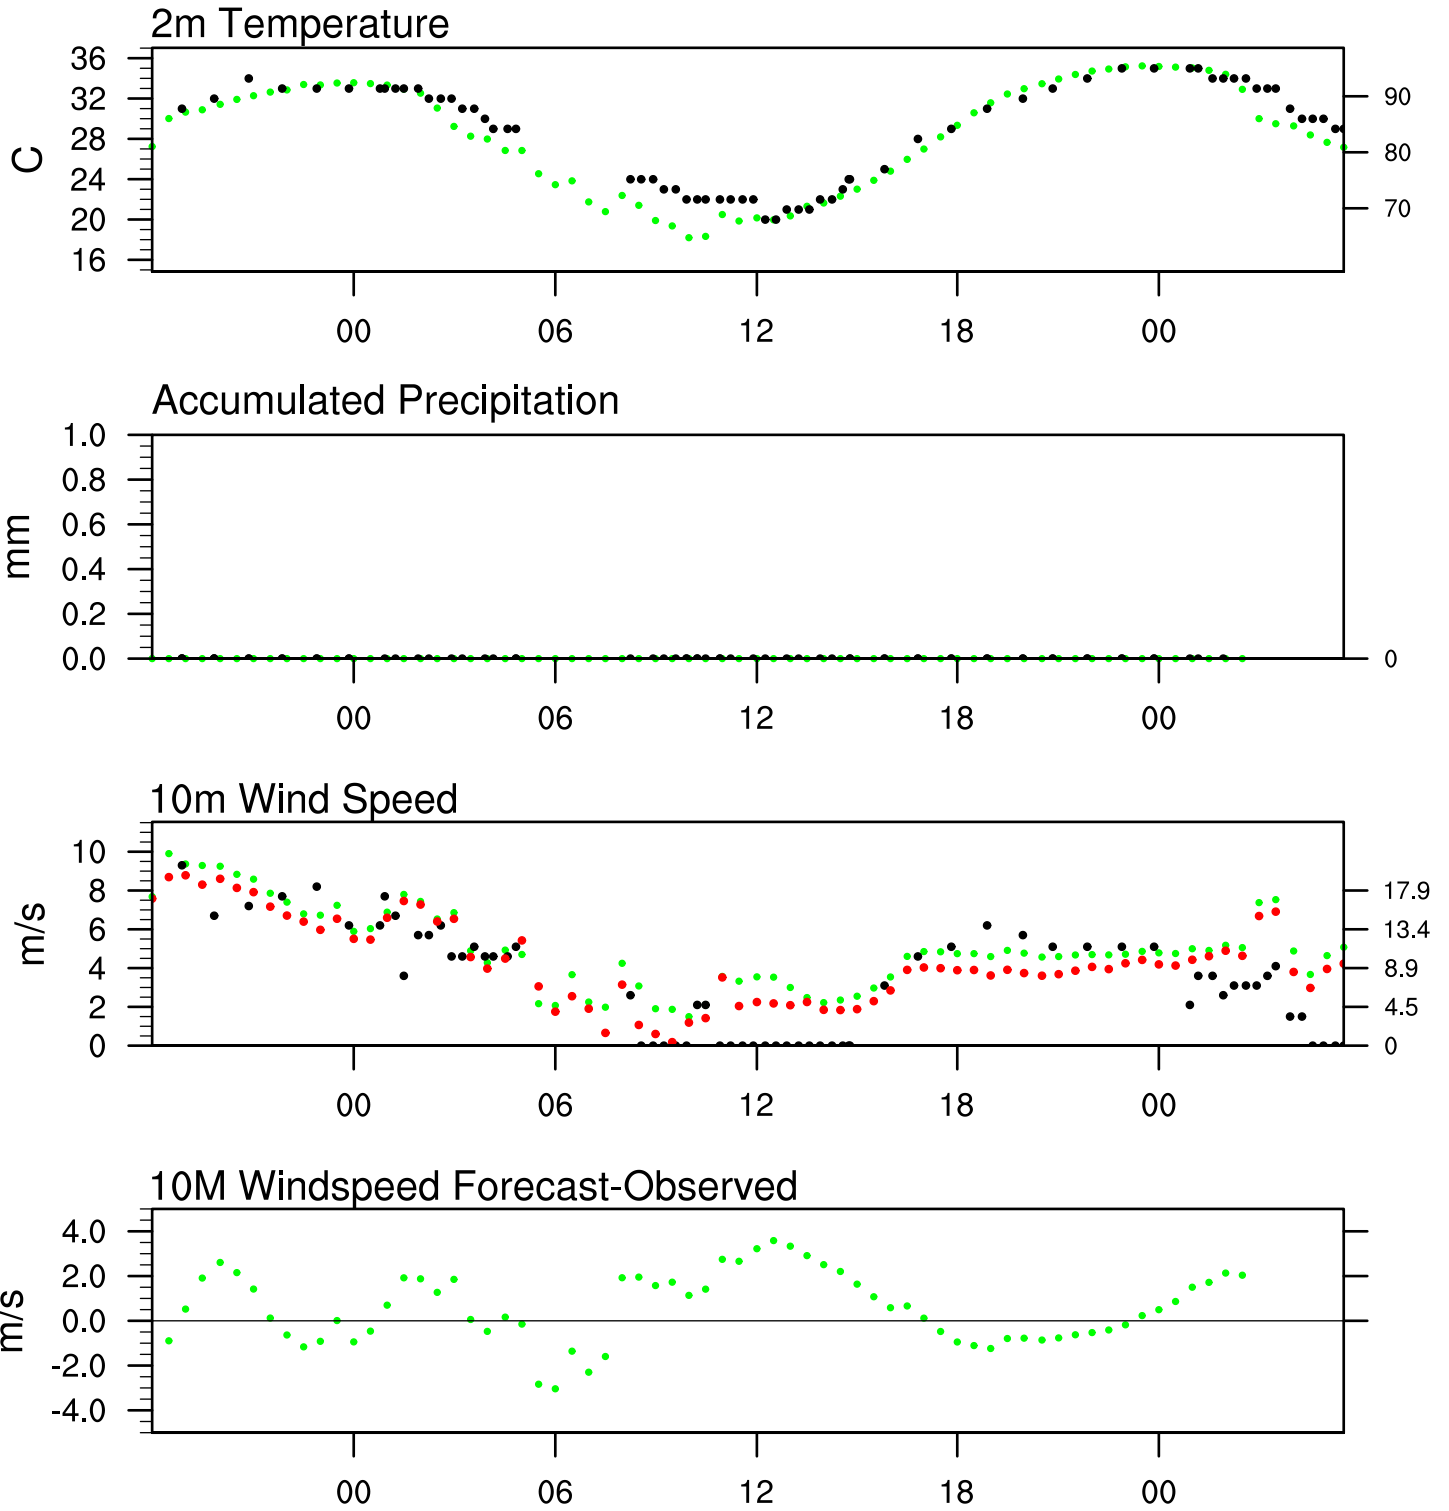 2m Temperature
36
32
28
24
20
16
C
90
80
70
00 06 12 18 00
Accumulated Precipitation
1.0
0.8
0.6
0.4
0.2
0.0
mm
0
00 06 12 18 00
10m Wind Speed
10
8
6
4
2
0
m/s
17.9
13.4
8.9
4.5
0
00 06 12 18 00
10M Windspeed Forecast-Observed
4.0
2.0
0.0
-2.0
-4.0
m/s
00 06 12 18 00